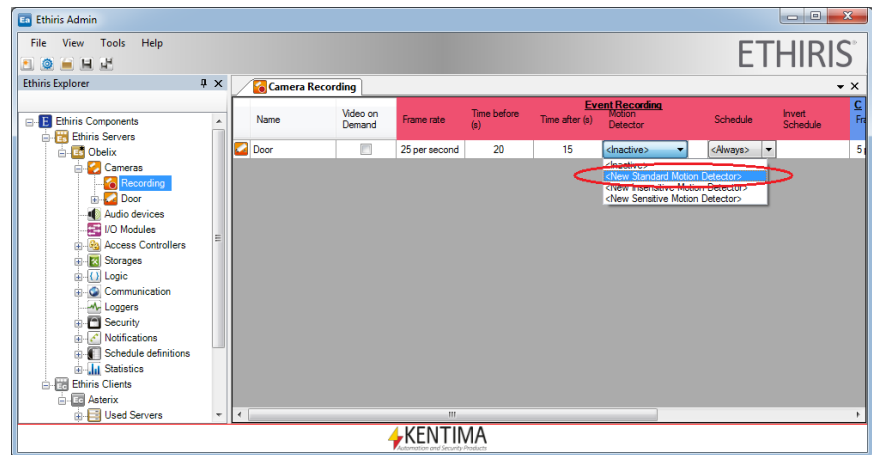 Ethiris Admin
File View Tools Help
ETHIRIS
Ethiris Explorer
Camera Recording
Event Recording
Name Video on Demand Frame rate Time before (s) Time after (s) Motion Detector Schedule Invert Schedule
Door 25 per second 20 15 <Inactive> <Always>
<Inactive>
<New Standard Motion Detector>
<New Insensitive Motion Detector>
<New Sensitive Motion Detector>
Ethiris Components
Ethiris Servers
Obelix
Cameras
Recording
Door
Audio devices
I/O Modules
Access Controllers
Storages
Logic
Communication
Loggers
Security
Notifications
Schedule definitions
Statistics
Ethiris Clients
Asterix
Used Servers
KENTIMA
Automation and Security Products